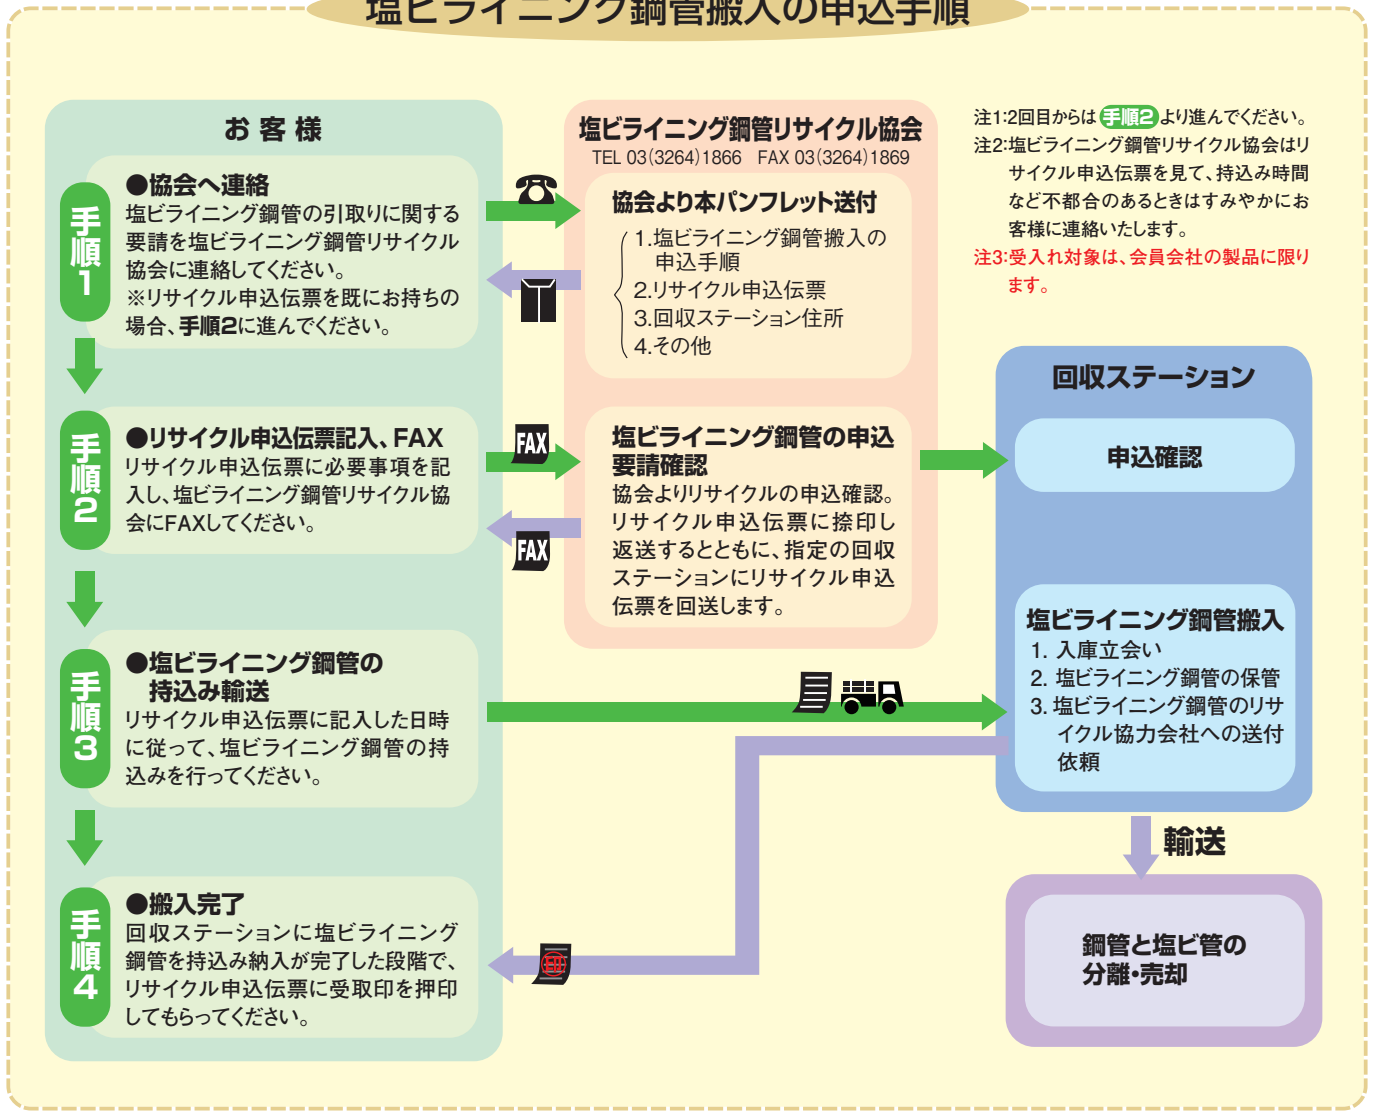 塩ビライニング鋼管搬入の申込手順
お客様
手順1
●協会へ連絡
塩ビライニング鋼管の引取りに関する
要請を塩ビライニング鋼管リサイクル
協会に連絡してください。
※リサイクル申込伝票を既にお持ちの
場合、手順2に進んでください。
手順2
●リサイクル申込伝票記入、FAX
リサイクル申込伝票に必要事項を記
入し、塩ビライニング鋼管リサイクル協
会にFAXしてください。
手順3
●塩ビライニング鋼管の
持込み輸送
リサイクル申込伝票に記入した日時
に従って、塩ビライニング鋼管の持
込みを行ってください。
手順4
●搬入完了
回収ステーションに塩ビライニング
鋼管を持込み納入が完了した段階で、
リサイクル申込伝票に受取印を押印
してもらってください。
FAX
FAX
印
塩ビライニング鋼管リサイクル協会
TEL 03(3264)1866 FAX 03(3264)1869
協会より本パンフレット送付
1.塩ビライニング鋼管搬入の
申込手順
2.リサイクル申込伝票
3.回収ステーション住所
4.その他
塩ビライニング鋼管の申込
要請確認
協会よりリサイクルの申込確認。
リサイクル申込伝票に捺印し
返送するとともに、指定の回収
ステーションにリサイクル申込
伝票を回送します。
注1:2回目からは 手順2 より進んでください。
注2:塩ビライニング鋼管リサイクル協会はリ
サイクル申込伝票を見て、持込み時間
など不都合のあるときはすみやかにお
客様に連絡いたします。
注3:受入れ対象は、会員会社の製品に限り
ます。
回収ステーション
申込確認
塩ビライニング鋼管搬入
1. 入庫立会い
2. 塩ビライニング鋼管の保管
3. 塩ビライニング鋼管のリサ
イクル協力会社への送付
依頼
輸送
鋼管と塩ビ管の
分離・売却